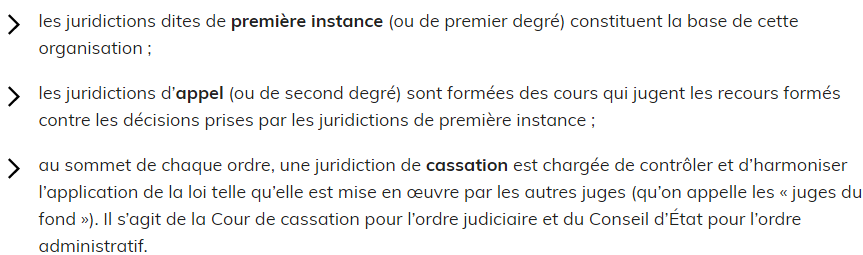 les juridictions dites de première instance (ou de premier degré) constituent la base de cette
organisation ;
les juridictions d’appel (ou de second degré) sont formées des cours qui jugent les recours formés
contre les décisions prises par les juridictions de première instance ;
au sommet de chaque ordre, une juridiction de cassation est chargée de contrôler et d’harmoniser
l’application de la loi telle qu’elle est mise en œuvre par les autres juges (qu’on appelle les « juges du
fond »). Il s’agit de la Cour de cassation pour l’ordre judiciaire et du Conseil d’État pour l’ordre
administratif.